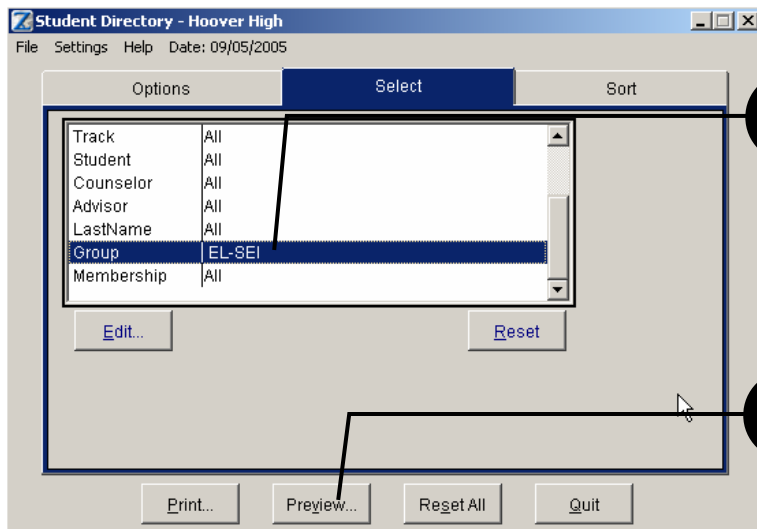 Student Directory - Hoover High
File Settings Help Date: 09/05/2005
Options Select Sort
Track All
Student All
Counselor All
Advisor All
LastName All
Group EL-SEI
Membership All
Edit... Reset
Print... Preview... Reset All Quit